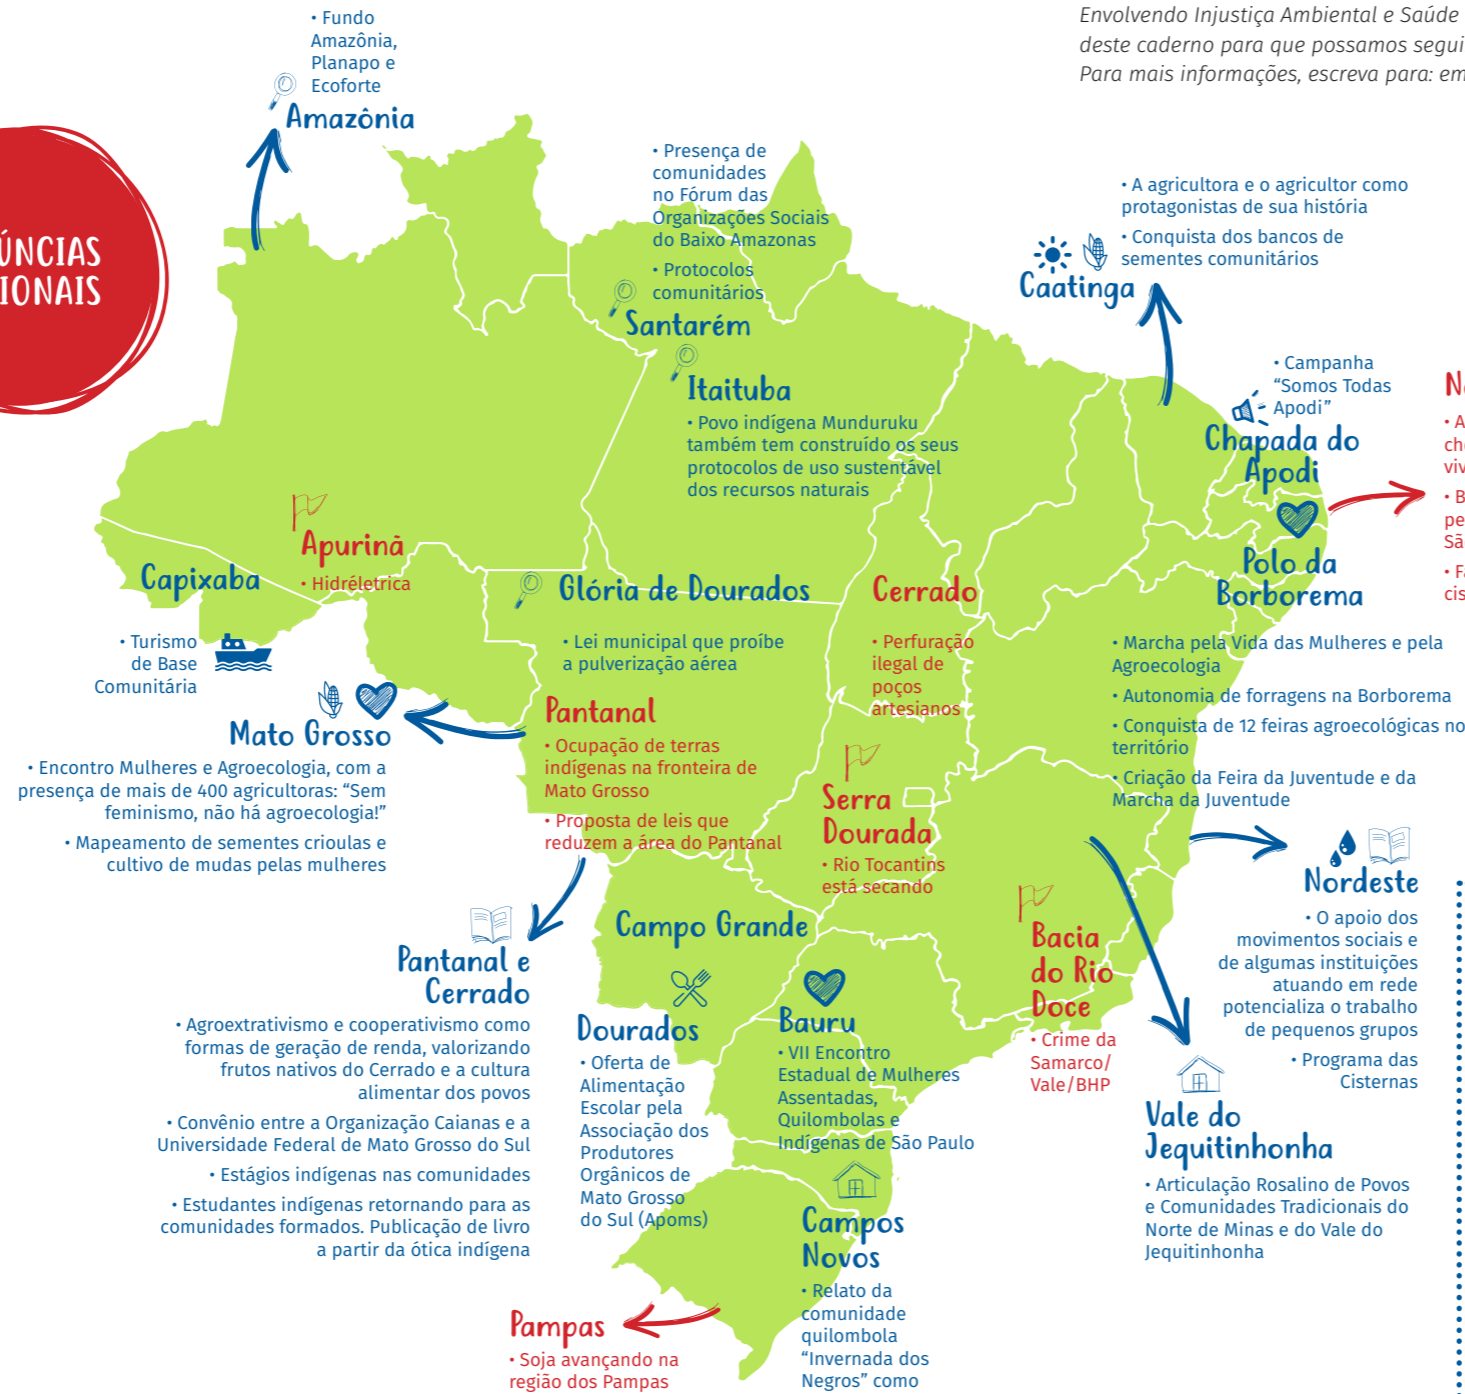 • Fundo
Amazônia,
Planapo e
Ecoforte
Amazônia
Envolvendo Injustiça Ambiental e Saúde
deste caderno para que possamos segui
Para mais informações, escreva para: em
ÚNCIAS
IONAIS
• Presença de
comunidades
no Fórum das
Organizações Sociais
do Baixo Amazonas
• Protocolos
comunitários
Santarém
Itaituba
• Povo indígena Munduruku
também tem construído os seus
protocolos de uso sustentável
dos recursos naturais
• A agricultora e o agricultor como
protagonistas de sua história
• Conquista dos bancos de
sementes comunitários
Caatinga
• Campanha
“Somos Todas
Apodi”
Chapada do
Apodi
Polo da
Borborema
• Marcha pela Vida das Mulheres e pela
Agroecologia
• Autonomia de forragens na Borborema
• Conquista de 12 feiras agroecológicas no
território
• Criação da Feira da Juventude e da
Marcha da Juventude
• A
ch
viv
• B
pe
Sã
• F
cis
Apurinã
• Hidréletrica
Capixaba
• Turismo
de Base
Comunitária
Glória de Dourados
• Lei municipal que proíbe
a pulverização aérea
Cerrado
• Perfuração
ilegal de
poços
artesianos
Mato Grosso
• Encontro Mulheres e Agroecologia, com a
presença de mais de 400 agricultoras: “Sem
feminismo, não há agroecologia!”
• Mapeamento de sementes crioulas e
cultivo de mudas pelas mulheres
Pantanal
• Ocupação de terras
indígenas na fronteira de
Mato Grosso
• Proposta de leis que
reduzem a área do Pantanal
Serra
Dourada
• Rio Tocantins
está secando
Nordeste
• O apoio dos
movimentos sociais e
de algumas instituições
atuando em rede
potencializa o trabalho
de pequenos grupos
• Programa das
Cisternas
Pantanal e
Cerrado
• Agroextrativismo e cooperativismo como
formas de geração de renda, valorizando
frutos nativos do Cerrado e a cultura
alimentar dos povos
• Convênio entre a Organização Caianas e a
Universidade Federal de Mato Grosso do Sul
• Estágios indígenas nas comunidades
• Estudantes indígenas retornando para as
comunidades formados. Publicação de livro
a partir da ótica indígena
Campo Grande
Dourados
• Oferta de
Alimentação
Escolar pela
Associação dos
Produtores
Orgânicos de
Mato Grosso
do Sul (Apoms)
Bauru
• VII Encontro
Estadual de Mulheres
Assentadas,
Quilombolas e
Indígenas de São Paulo
Bacia
do Rio
Doce
• Crime da
Samarco/
Vale/BHP
Vale do
Jequitinhonha
• Articulação Rosalino de Povos
e Comunidades Tradicionais do
Norte de Minas e do Vale do
Jequitinhonha
Campos
Novos
• Relato da
comunidade
quilombola
“Invernada dos
Negros” como
Pampas
• Soja avançando na
região dos Pampas